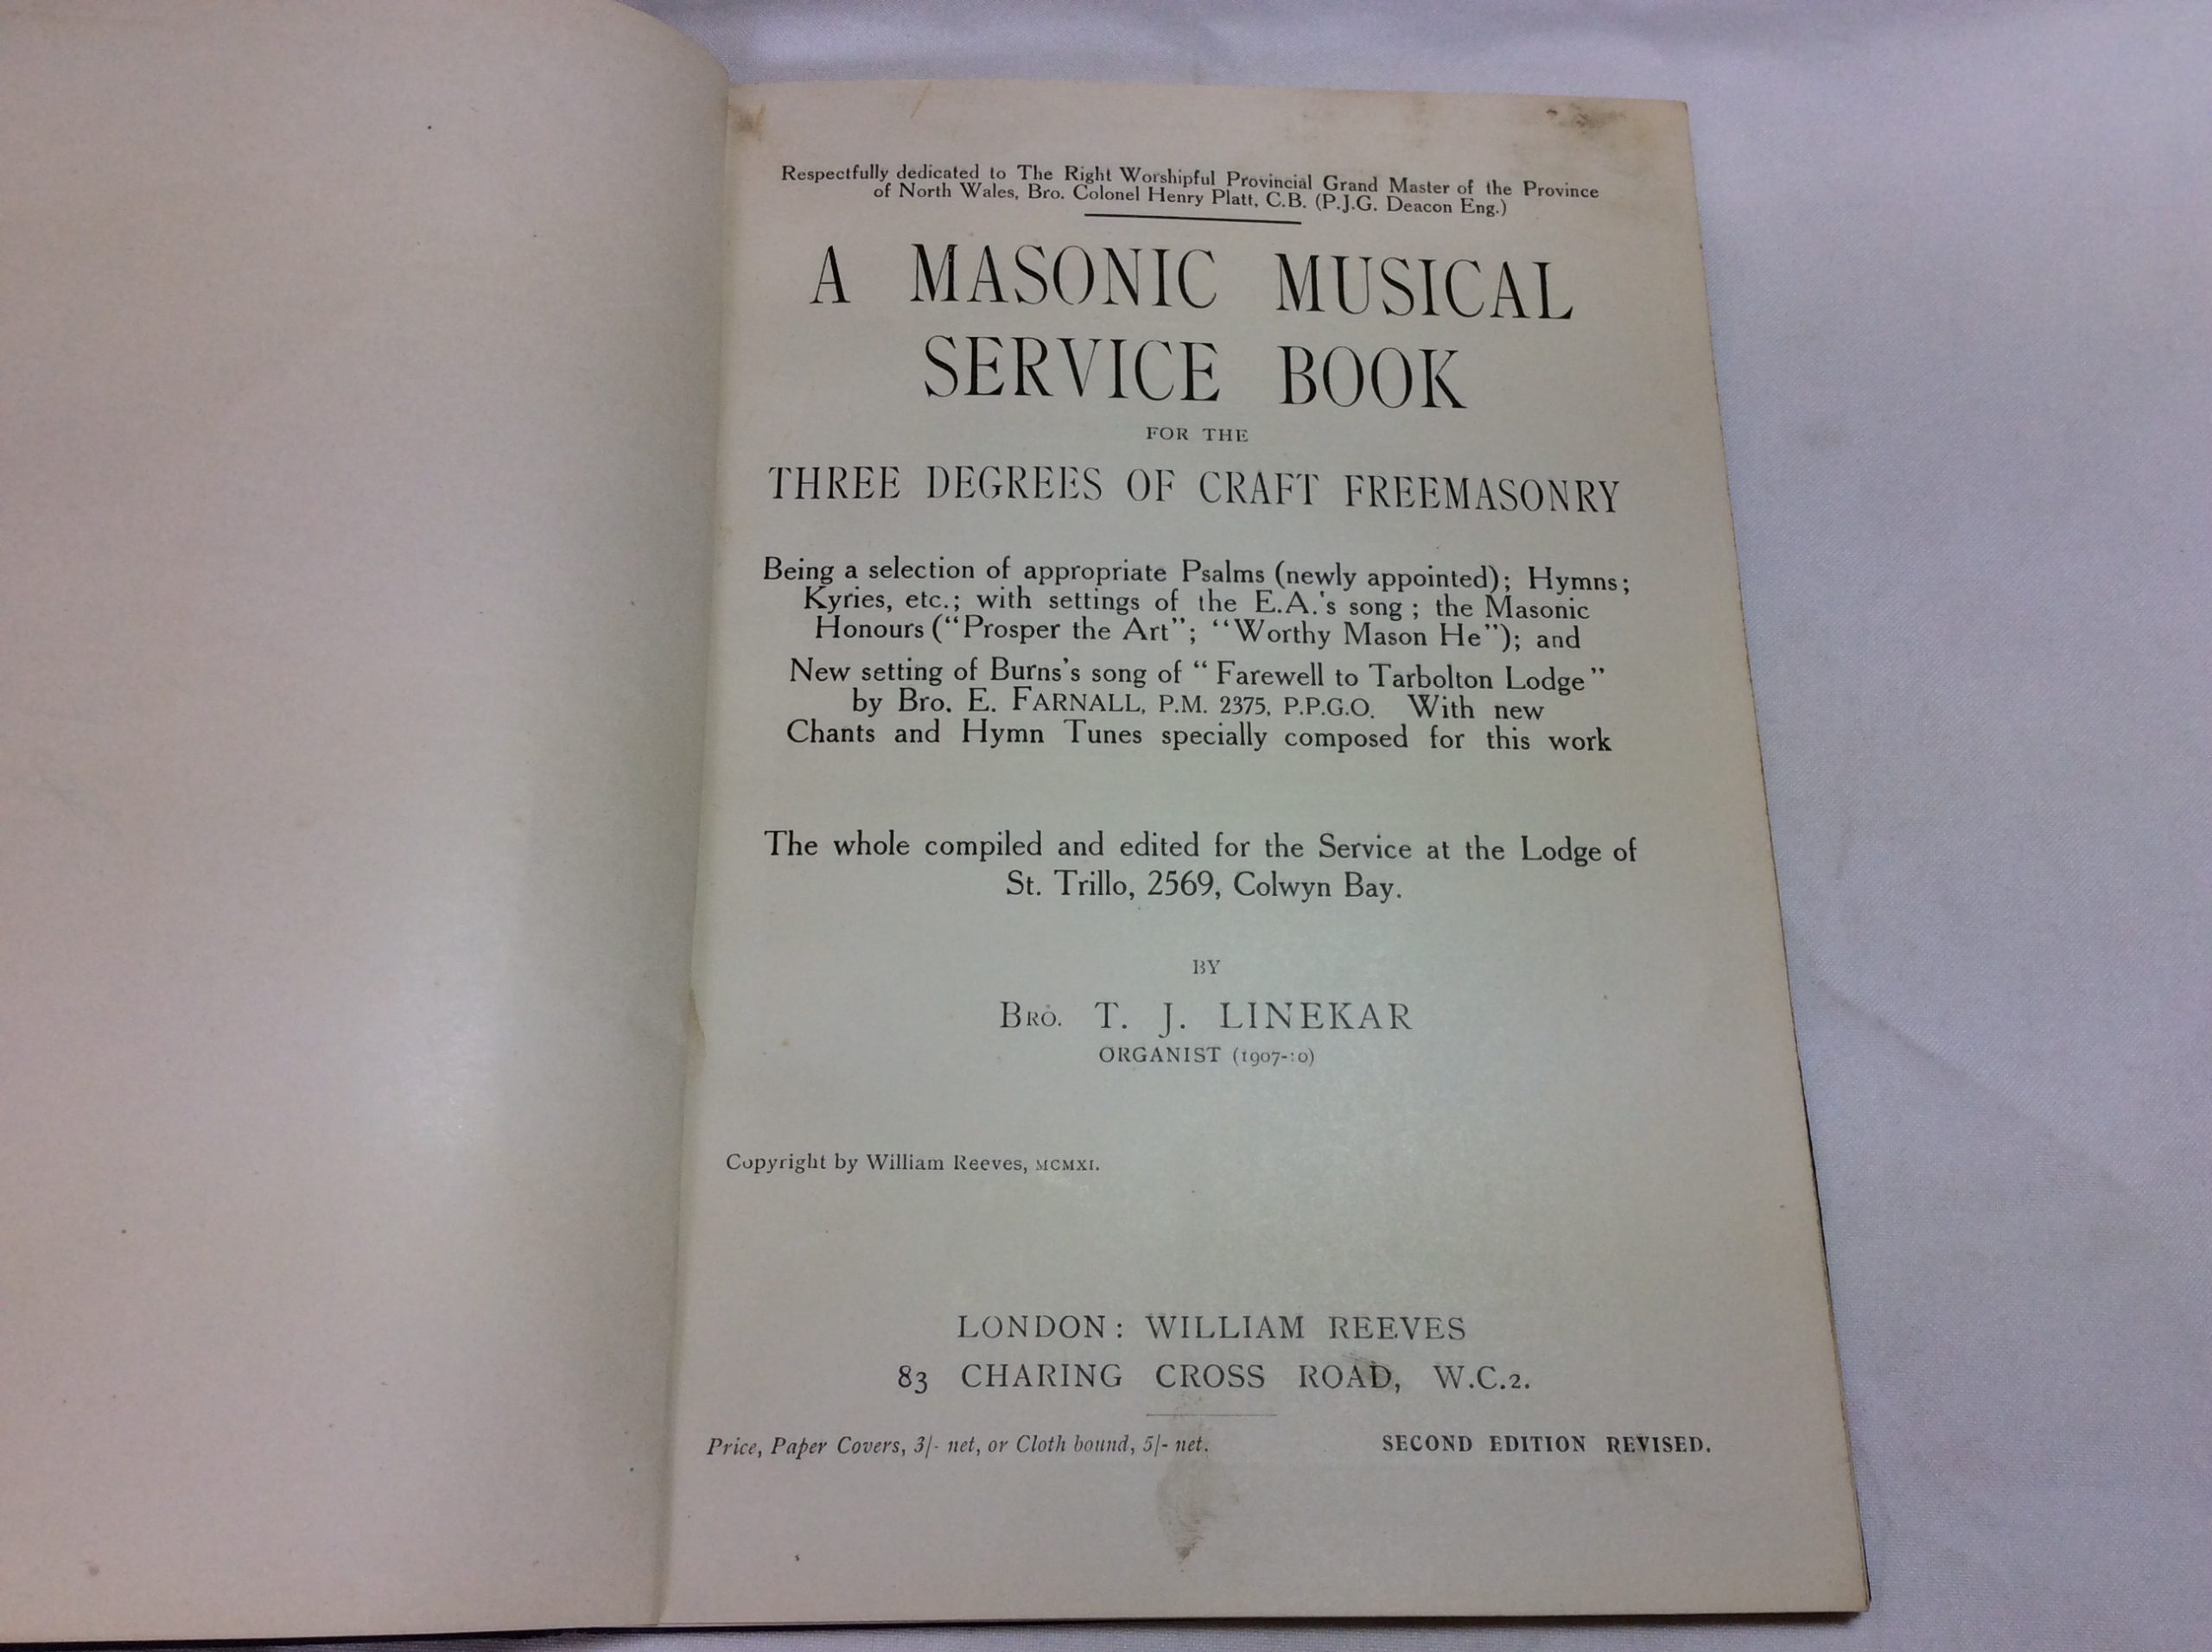 Respectfully dedicated to The Right Worshipful Provincial Grand Master of the Province
of North Wales, Bro. Colonel Henry Platt, C.B. (P.J.G. Deacon Eng.)
A MASONIC MUSICAL
SERVICE BOOK
FOR THE
THREE DEGREES OF CRAFT FREEMASONRY
Being a selection of appropriate Psalms (newly appointed); Hymns;
Kyries, etc.; with settings of the E.A.'s song; the Masonic
Honours ("Prosper the Art"; "Worthy Mason He"); and
New setting of Burns's song of "Farewell to Tarbolton Lodge"
by Bro. E. FARNALL, P.M. 2375, P.P.G.O. With new
Chants and Hymn Tunes specially composed for this work
The whole compiled and edited for the Service at the Lodge of
St. Trillo, 2569, Colwyn Bay.
BY
BRO. T. J. LINEKAR
ORGANIST (1907-10)
Copyright by William Reeves, MCMXI.
LONDON: WILLIAM REEVES
83 CHARING CROSS ROAD, W.C.2.
Price, Paper Covers, 3/- net, or Cloth bound, 5/- net. SECOND EDITION REVISED.